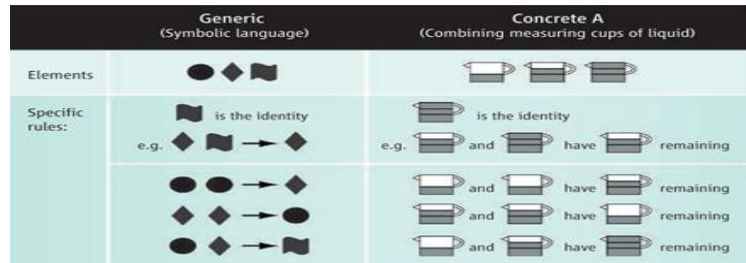 Generic
(Symbolic language)
Concrete A
(Combining measuring cups of liquid)
Elements
Specific
rules:
is the identity
is the identity
e.g.
e.g. and have remaining
and have remaining
and have remaining
and have remaining